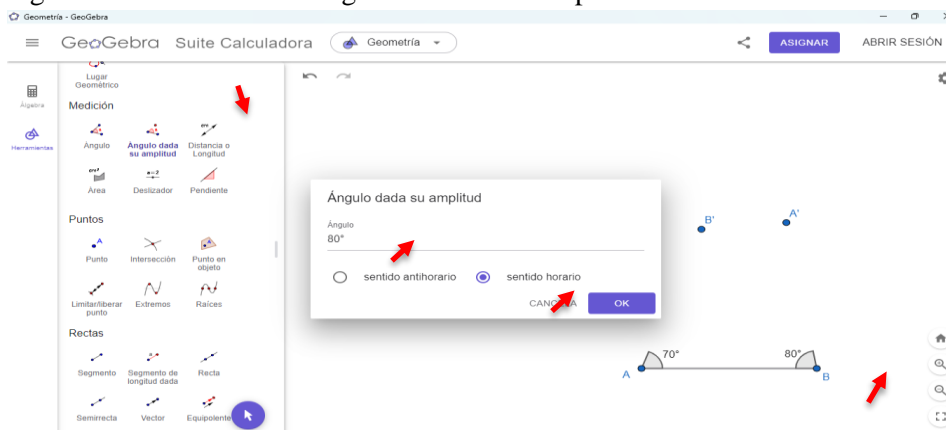 Geometría - GeoGebra
GeoGebra Suite Calculadora
Geometría
ASIGNAR
ABRIR SESIÓN
Álgebra
Herramientas
Lugar
Geométrico
Medición
Ángulo
Ángulo dada
su amplitud
Distancia o
Longitud
Área
Deslizador
Pendiente
Puntos
Punto
Intersección
Punto en
objeto
Limitar/liberar
punto
Extremos
Raíces
Rectas
Segmento
Segmento de
longitud dada
Recta
Semirrecta
Vector
Equipolente
Ángulo dada su amplitud
Ángulo
80°
sentido antihorario
sentido horario
OK
B'
A'
70°
80°
A
B